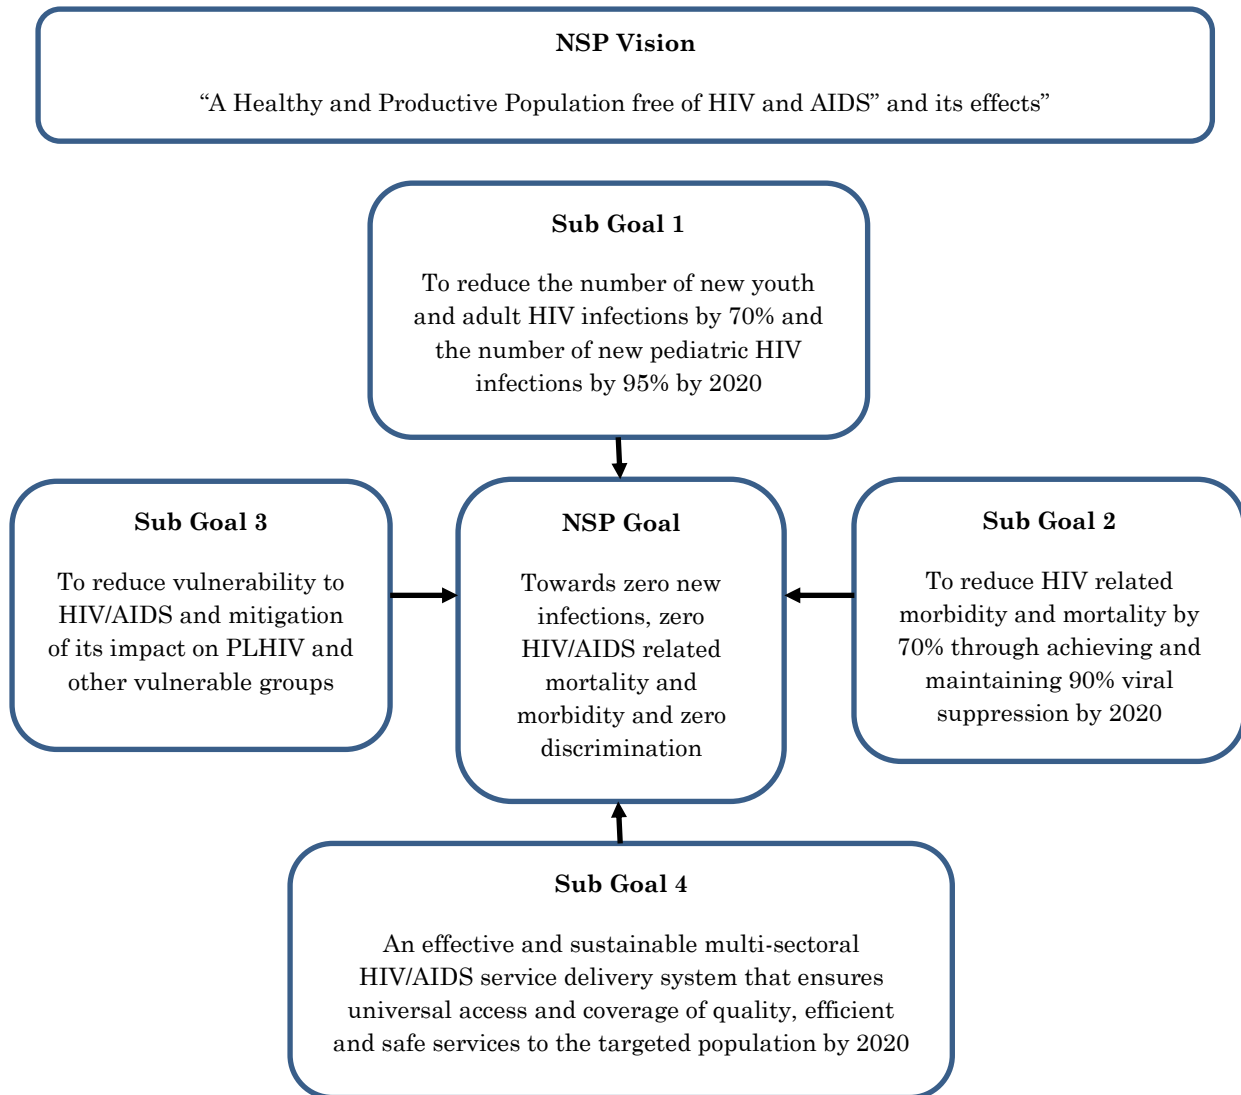 NSP Vision
“A Healthy and Productive Population free of HIV and AIDS” and its effects”
Sub Goal 1
To reduce the number of new youth
and adult HIV infections by 70% and
the number of new pediatric HIV
infections by 95% by 2020
Sub Goal 3
To reduce vulnerability to
HIV/AIDS and mitigation
of its impact on PLHIV and
other vulnerable groups
NSP Goal
Towards zero new
infections, zero
HIV/AIDS related
mortality and
morbidity and zero
discrimination
Sub Goal 2
To reduce HIV related
morbidity and mortality by
70% through achieving and
maintaining 90% viral
suppression by 2020
Sub Goal 4
An effective and sustainable multi-sectoral
HIV/AIDS service delivery system that ensures
universal access and coverage of quality, efficient
and safe services to the targeted population by 2020